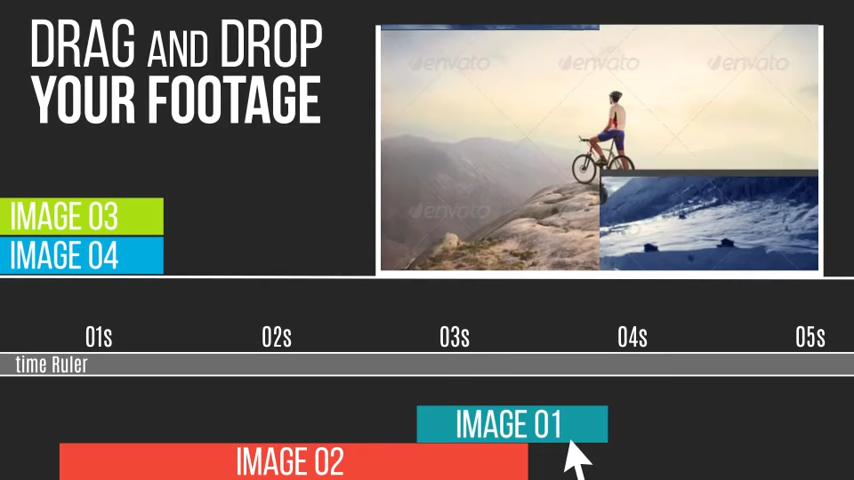 DRAG AND DROP
YOUR FOOTAGE
envato envato envato
envato
IMAGE 03
IMAGE 04
01s 02s 03s 04s 05s
time Ruler
IMAGE 01
IMAGE 02